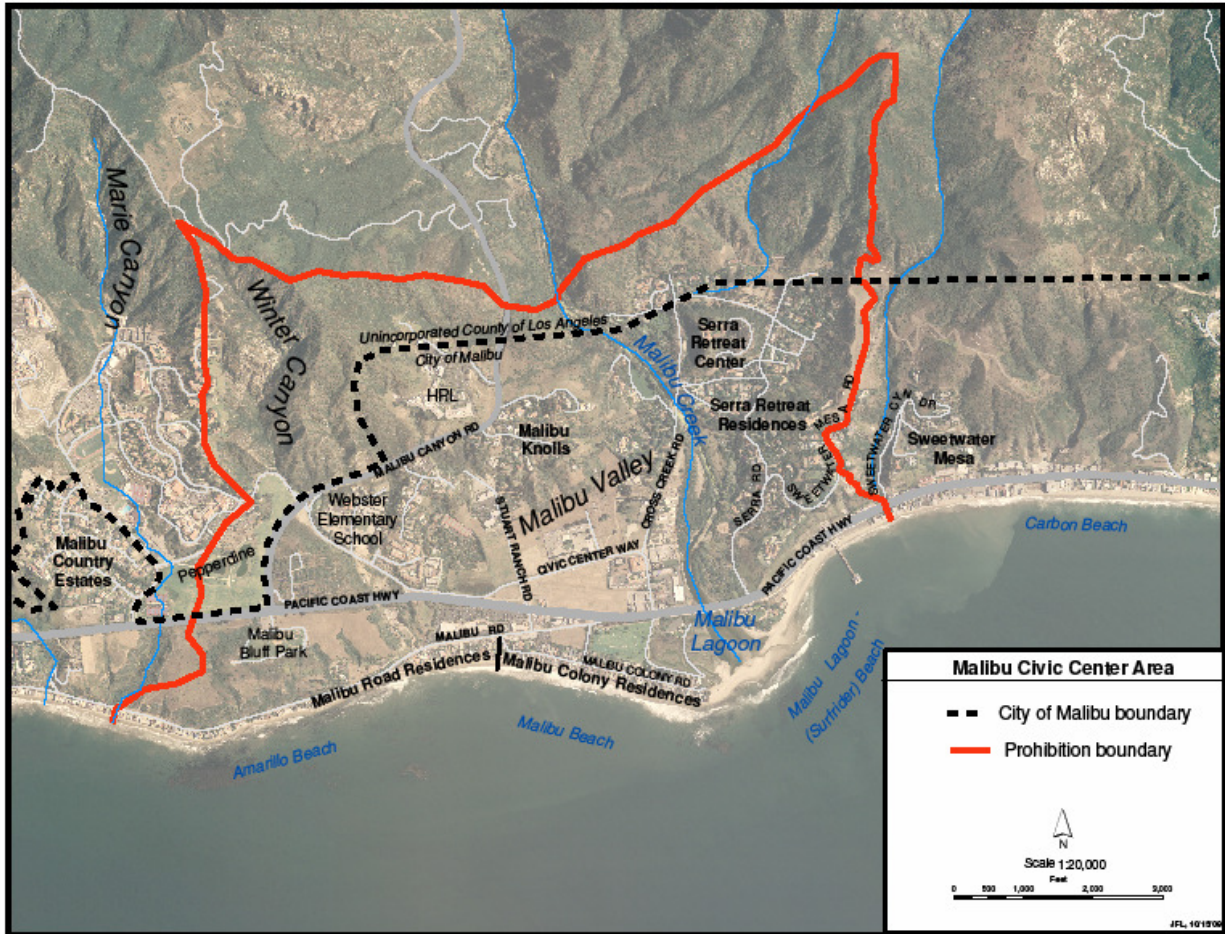 Marie Canyon
Winter Canyon
Unincorporated County of Los Angeles
City of Malibu
HRL
Malibu Creek
Serra
Retreat
Center
Serra Retreat
Residences
SWEETWATER MESA RD
SWEETWATER CYN DR
Sweetwater
Mesa
MALIBU CANYON RD
Malibu
Knolls
Malibu Valley
CROSS CREEK RD
SERRA RD
Webster
Elementary
School
STUART RANCH RD
CIVIC CENTER WAY
PACIFIC COAST HWY
Carbon Beach
Malibu
Country
Estates
Pepperdine
PACIFIC COAST HWY
Malibu
Bluff Park
MALIBU RD
Malibu
Lagoon
Malibu Road Residences
Malibu Colony Residences
MALIBU COLONY RD
Malibu Lagoon -
(Surfrider) Beach
Malibu Beach
Amarillo Beach
Malibu Civic Center Area
City of Malibu boundary
Prohibition boundary
N
Scale 1:20,000
Feet
0 500 1,000 2,000 3,000